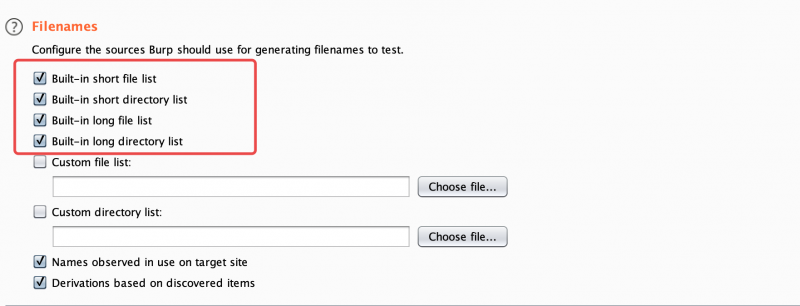 Filenames
Configure the sources Burp should use for generating filenames to test.
Built-in short file list
Built-in short directory list
Built-in long file list
Built-in long directory list
Custom file list:
Choose file...
Custom directory list:
Choose file...
Names observed in use on target site
Derivations based on discovered items